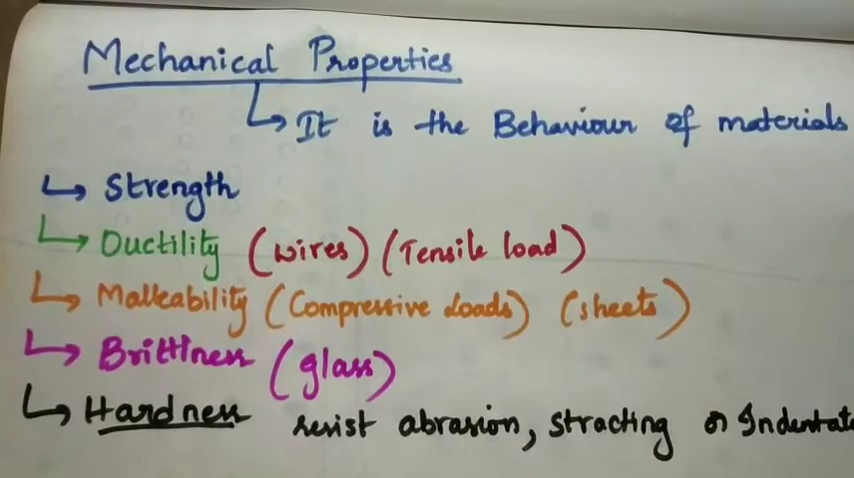 Mechanical Properties
It is the Behaviour of materials
Strength
Ductility (wires) (Tensile load)
Malleability (Compressive Loads) (sheets)
Brittlness (glass)
Hardness resist abrasion, stracting or Indentate